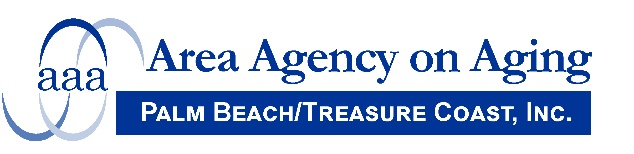 aaa
Area Agency on Aging
PALM BEACH/TREASURE COAST, INC.